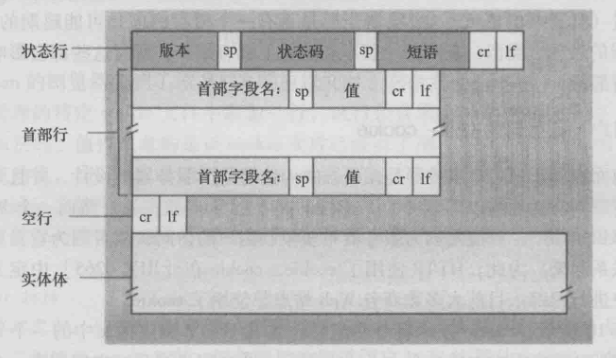 状态行 版本 sp 状态码 sp 短语 cr lf
首部字段名: sp 值 cr lf
首部行
首部字段名: sp 值 cr lf
空行 cr lf
实体体